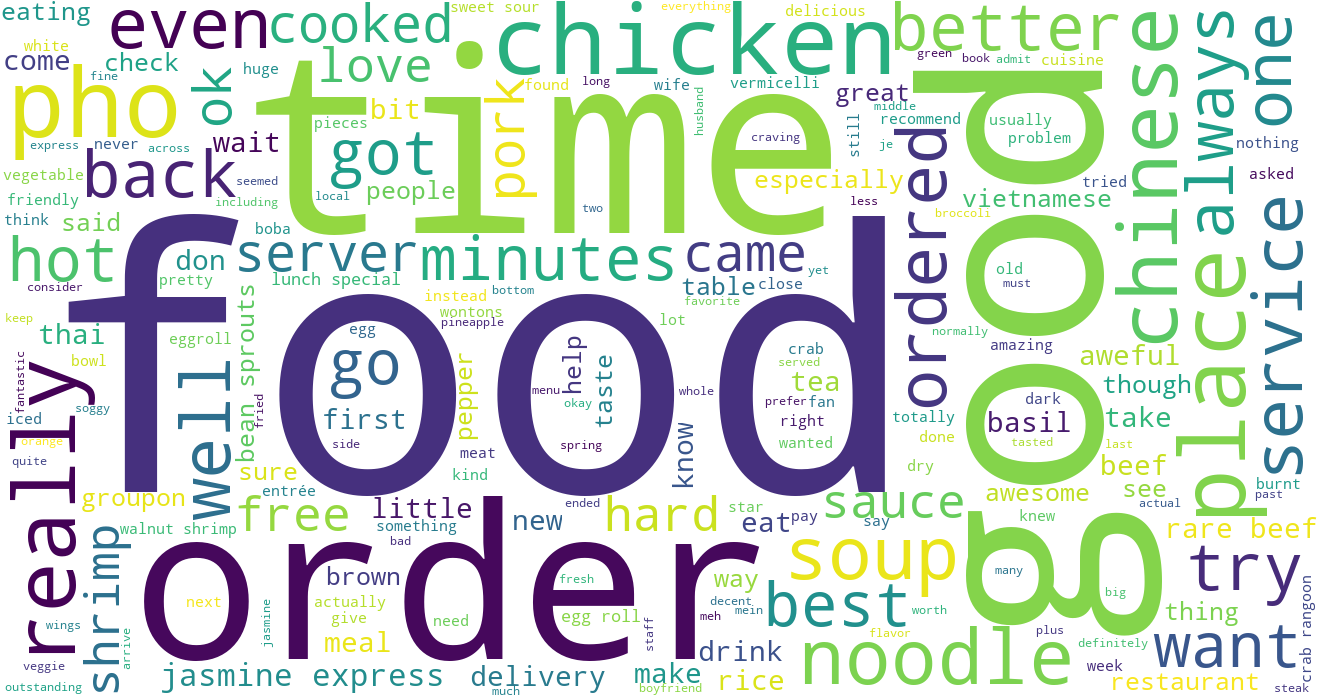 eating
even
cooked
sweet sour
everything
chicken
delicious
better
chinese
always
one
white
come
check
fine
huge
love
ok
time
found
long
wife
vermicelli
green
book
admit
cuisine
pho
bit
pork
husband
great
middle
recommend
good
usually
problem
express
never
across
wait
pieces
got
craving
still
je
nothing
vegetable
back
seemed
local
people
especially
ordered
vietnamese
tried
asked
friendly
including
two
less
broccoli
think
said
boba
hot
don
server
minutes
came
yet
place
service
old
must
consider
pretty
bean sprouts
lunch special
instead
wontons
bottom
table
close
favorite
keep
thai
eggroll
food
egg
pineapple
lot
normally
amazing
aweful
fantastic
bowl
well
go
pepper
menu
help
taste
crab
served
tea
though
really
iced
soggy
fried
first
okay
whole
prefer
fan
right
totally
dark
basil
take
orange
side
meat
spring
know
wanted
done
tasted
last
quite
sure
kind
dry
beef
burnt
groupon
entrée
little
ended
hard
star
sauce
awesome
see
actual
past
walnut shrimp
free
something
new
eat
pay
say
knew
rare beef
shrimp
order
bad
soup
try
brown
fresh
way
many
next
actually
give
meal
need
egg roll
decent
mein
best
worth
big
thing
wings
jasmine
staff
meh
flavor
plus
definitely
want
crab rangoon
veggie
arrive
drink
noodle
week
outstanding
jasmine express
delivery
much
make
boyfriend
rice
restaurant
steak